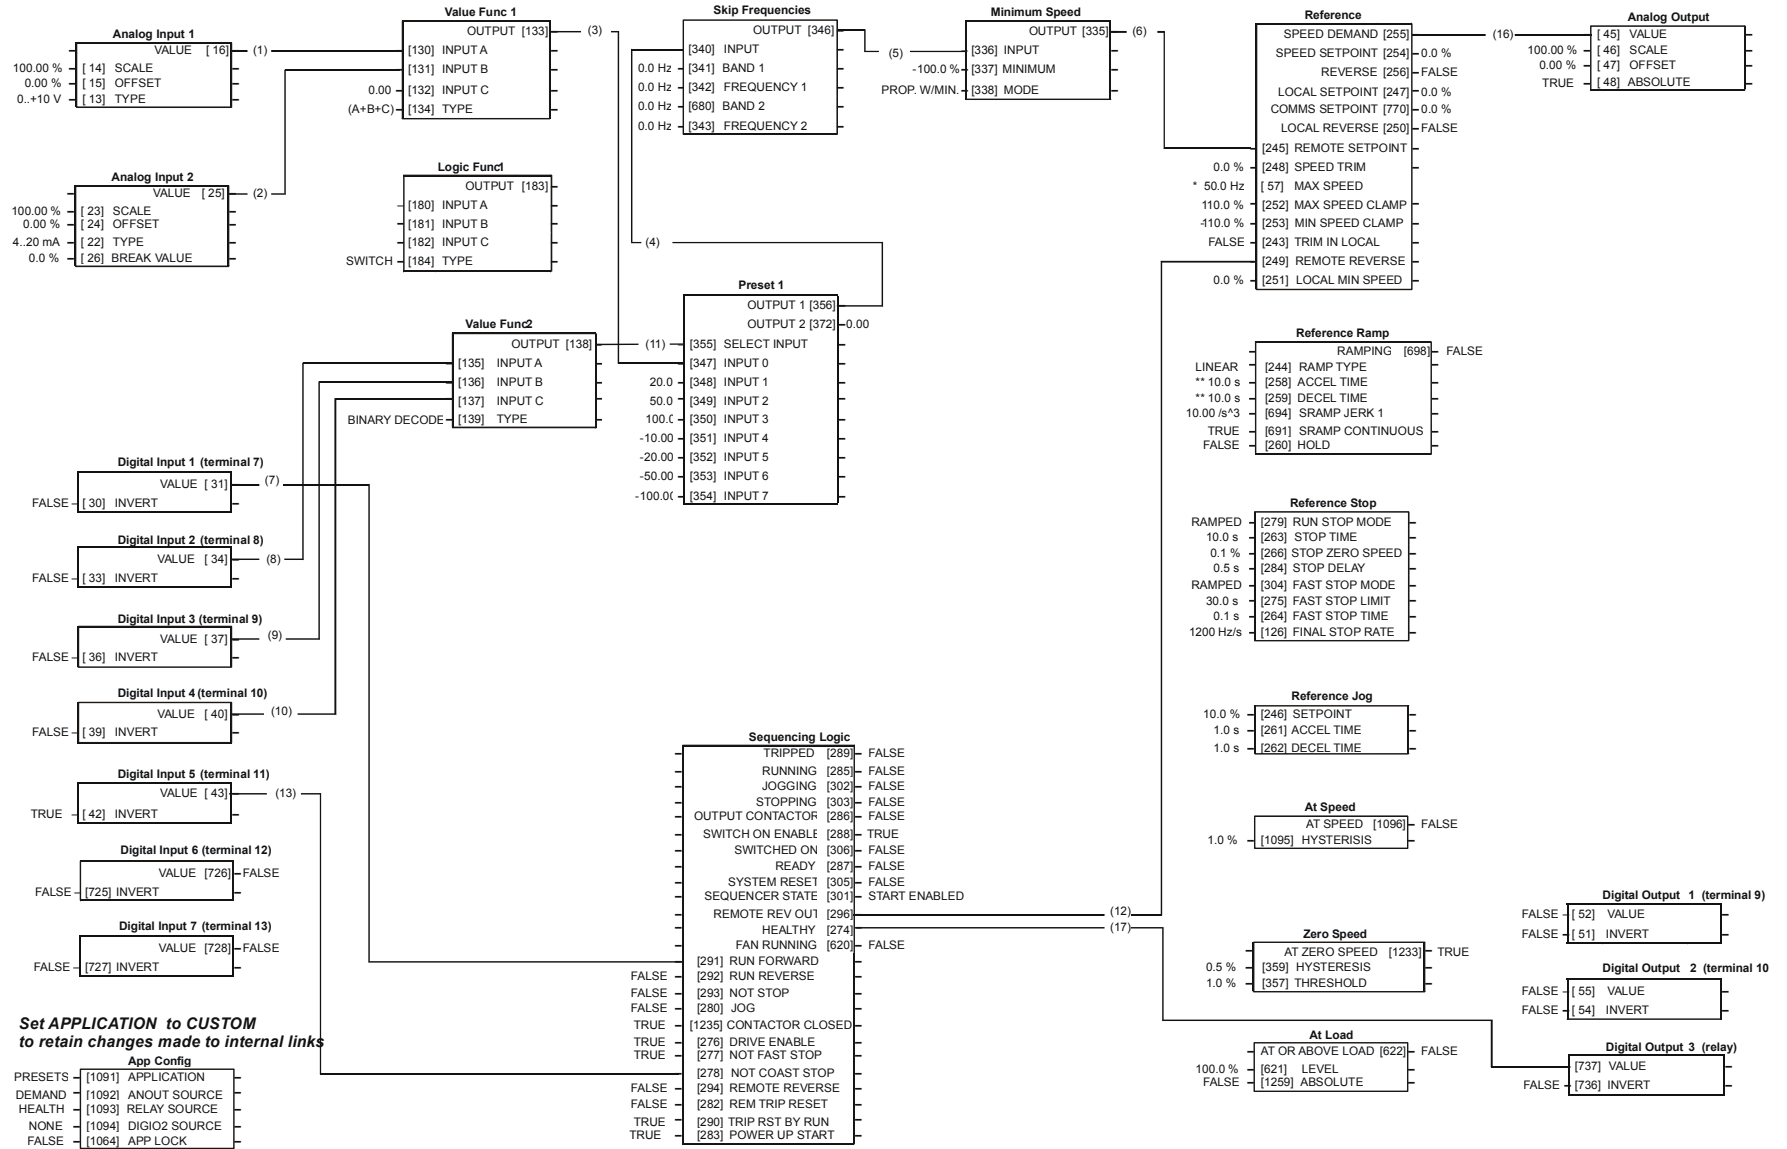 Analog Input 1
VALUE [ 16] (1)
100.00 % [ 14] SCALE
0.00 % [ 15] OFFSET
0..+10 V [ 13] TYPE
Analog Input 2
VALUE [ 25] (2)
100.00 % [ 23] SCALE
0.00 % [ 24] OFFSET
4..20 mA [ 22] TYPE
0.0 % [ 26] BREAK VALUE
Value Func 1
OUTPUT [133] (3)
[130] INPUT A
[131] INPUT B
0.00 [132] INPUT C
(A+B+C) [134] TYPE
Logic Func1
OUTPUT [183]
[180] INPUT A
[181] INPUT B
[182] INPUT C
SWITCH [184] TYPE
Skip Frequencies
OUTPUT [346] (5)
[340] INPUT
0.0 Hz [341] BAND 1
0.0 Hz [342] FREQUENCY 1
0.0 Hz [680] BAND 2
0.0 Hz [343] FREQUENCY 2
(4)
Minimum Speed
OUTPUT [335] (6)
[336] INPUT
-100.0 % [337] MINIMUM
PROP. W/MIN. [338] MODE
Reference
SPEED DEMAND [255] (16)
SPEED SETPOINT [254] 0.0 %
REVERSE [256] FALSE
LOCAL SETPOINT [247] 0.0 %
COMMS SETPOINT [770] 0.0 %
LOCAL REVERSE [250] FALSE
[245] REMOTE SETPOINT
0.0 % [248] SPEED TRIM
* 50.0 Hz [ 57] MAX SPEED
110.0 % [252] MAX SPEED CLAMP
-110.0 % [253] MIN SPEED CLAMP
FALSE [243] TRIM IN LOCAL
[249] REMOTE REVERSE
0.0 % [251] LOCAL MIN SPEED
Analog Output
[ 45] VALUE
100.00 % [ 46] SCALE
0.00 % [ 47] OFFSET
TRUE [ 48] ABSOLUTE
Value Func2
OUTPUT [138] (11)
[135] INPUT A
[136] INPUT B
[137] INPUT C
BINARY DECODE [139] TYPE
Preset 1
OUTPUT 1 [356]
OUTPUT 2 [372] 0.00
[355] SELECT INPUT
[347] INPUT 0
20.0 [348] INPUT 1
50.0 [349] INPUT 2
100.( [350] INPUT 3
-10.00 [351] INPUT 4
-20.00 [352] INPUT 5
-50.00 [353] INPUT 6
-100.0( [354] INPUT 7
Reference Ramp
RAMPING [698] FALSE
LINEAR [244] RAMP TYPE
** 10.0 s [258] ACCEL TIME
** 10.0 s [259] DECEL TIME
10.00 /s^3 [694] SRAMP JERK 1
TRUE [691] SRAMP CONTINUOUS
FALSE [260] HOLD
Digital Input 1 (terminal 7)
VALUE [ 31] (7)
FALSE [ 30] INVERT
Digital Input 2 (terminal 8)
VALUE [ 34] (8)
FALSE [ 33] INVERT
Digital Input 3 (terminal 9)
VALUE [ 37] (9)
FALSE [ 36] INVERT
Digital Input 4 (terminal 10)
VALUE [ 40] (10)
FALSE [ 39] INVERT
Digital Input 5 (terminal 11)
VALUE [ 43] (13)
TRUE [ 42] INVERT
Digital Input 6 (terminal 12)
VALUE [726] FALSE
FALSE [725] INVERT
Digital Input 7 (terminal 13)
VALUE [728] FALSE
FALSE [727] INVERT
Set APPLICATION to CUSTOM
to retain changes made to internal links
App Config
PRESETS [1091] APPLICATION
DEMAND [1092] ANOUT SOURCE
HEALTH [1093] RELAY SOURCE
NONE [1094] DIGIO2 SOURCE
FALSE [1064] APP LOCK
Sequencing Logic
TRIPPED [289] FALSE
RUNNING [285] FALSE
JOGGING [302] FALSE
STOPPING [303] FALSE
OUTPUT CONTACTOR [286] FALSE
SWITCH ON ENABLE [288] TRUE
SWITCHED ON [306] FALSE
READY [287] FALSE
SYSTEM RESET [305] FALSE
SEQUENCER STATE [301] START ENABLED
REMOTE REV OUT [296] (12)
HEALTHY [274] (17)
FAN RUNNING [620] FALSE
[291] RUN FORWARD
FALSE [292] RUN REVERSE
FALSE [293] NOT STOP
FALSE [280] JOG
TRUE [1235] CONTACTOR CLOSED
TRUE [276] DRIVE ENABLE
TRUE [277] NOT FAST STOP
[278] NOT COAST STOP
FALSE [294] REMOTE REVERSE
FALSE [282] REM TRIP RESET
TRUE [290] TRIP RST BY RUN
TRUE [283] POWER UP START
Reference Stop
RAMPED [279] RUN STOP MODE
10.0 s [263] STOP TIME
0.1 % [266] STOP ZERO SPEED
0.5 s [284] STOP DELAY
RAMPED [304] FAST STOP MODE
30.0 s [275] FAST STOP LIMIT
0.1 s [264] FAST STOP TIME
1200 Hz/s [126] FINAL STOP RATE
Reference Jog
10.0 % [246] SETPOINT
1.0 s [261] ACCEL TIME
1.0 s [262] DECEL TIME
At Speed
AT SPEED [1096] FALSE
1.0 % [1095] HYSTERISIS
Zero Speed
AT ZERO SPEED [1233] TRUE
0.5 % [359] HYSTERESIS
1.0 % [357] THRESHOLD
At Load
AT OR ABOVE LOAD [622] FALSE
100.0 % [621] LEVEL
FALSE [1259] ABSOLUTE
Digital Output 1 (terminal 9)
FALSE [ 52] VALUE
FALSE [ 51] INVERT
Digital Output 2 (terminal 10
FALSE [ 55] VALUE
FALSE [ 54] INVERT
Digital Output 3 (relay)
[737] VALUE
FALSE [736] INVERT